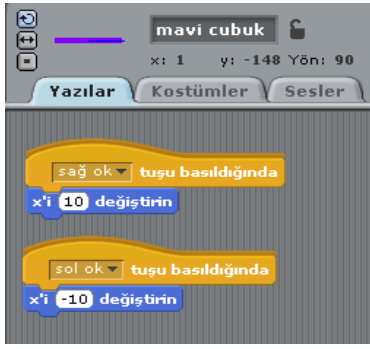 mavi cubuk
x: 1 y: -148 Yön: 90
Yazılar Kostümler Sesler
sağ ok tuşu basıldığında
x'i 10 değiştirin
sol ok tuşu basıldığında
x'i -10 değiştirin